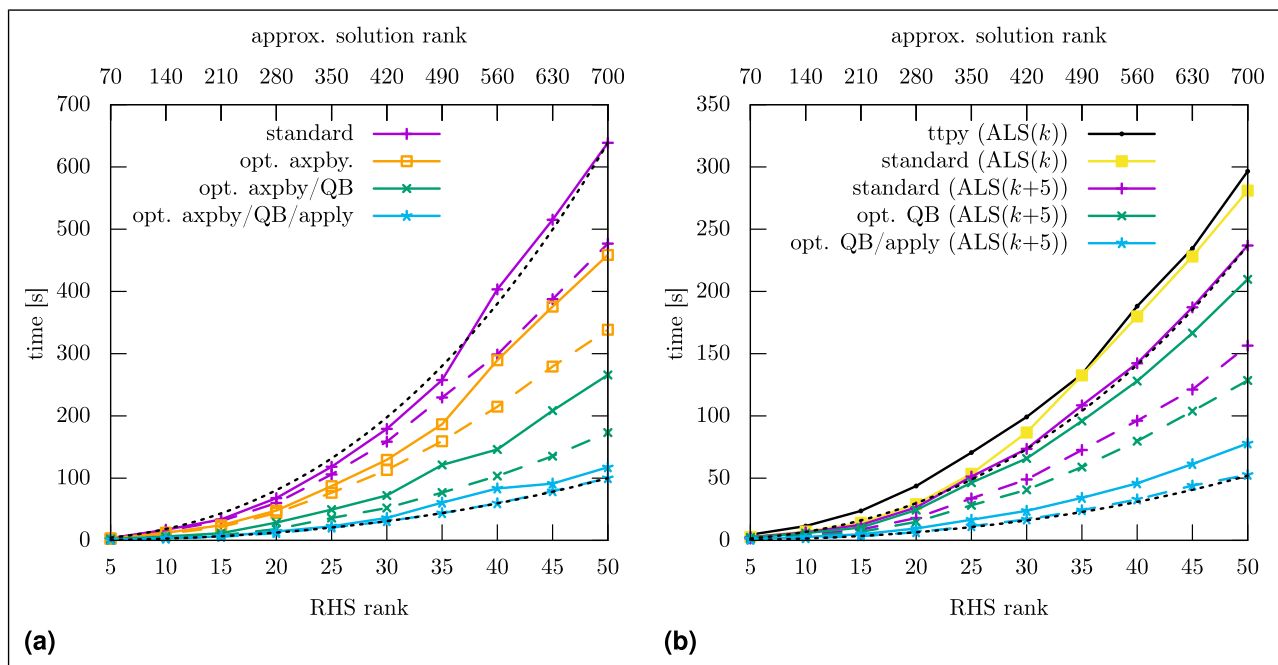 approx. solution rank
70 140 210 280 350 420 490 560 630 700
700
600
500
400
300
200
100
0
time [s]
standard
opt. axpby.
opt. axpby/QB
opt. axpby/QB/apply
5 10 15 20 25 30 35 40 45 50
RHS rank
(a)
approx. solution rank
70 140 210 280 350 420 490 560 630 700
350
300
250
200
150
100
50
0
time [s]
ttpy (ALS(k))
standard (ALS(k))
standard (ALS(k+5))
opt. QB (ALS(k+5))
opt. QB/apply (ALS(k+5))
5 10 15 20 25 30 35 40 45 50
RHS rank
(b)